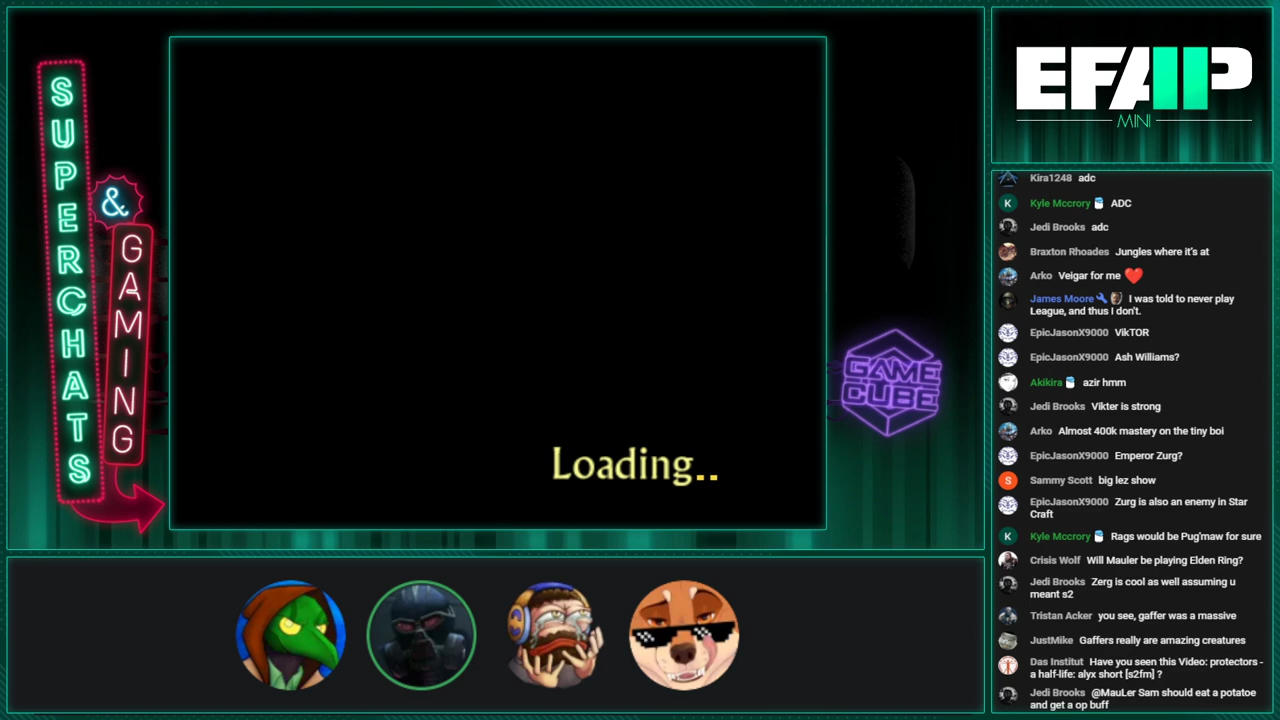 SUPERCHATS
&
GAMING
Loading..
GAME
CUBE
EFAP
MINI
Kira1248 adc
K Kyle Mccrory ADC
Jedi Brooks adc
Braxton Rhoades Jungles where it's at
Arko Veigar for me ❤️
James Moore I was told to never play
League, and thus I don't.
EpicJasonX9000 VikTOR
EpicJasonX9000 Ash Williams?
Akikira azir hmm
Jedi Brooks Vikter is strong
Arko Almost 400k mastery on the tiny boi
EpicJasonX9000 Emperor Zurg?
S Sammy Scott big lez show
EpicJasonX9000 Zurg is also an enemy in Star
Craft
K Kyle Mccrory Rags would be Pug'maw for sure
Crisis Wolf Will Mauler be playing Elden Ring?
Jedi Brooks Zerg is cool as well assuming u
meant s2
Tristan Acker you see, gaffer was a massive
JustMike Gaffers really are amazing creatures
Das Institut Have you seen this Video: protectors -
a half-life: alyx short [s2fm] ?
Jedi Brooks @MauLer Sam should eat a potatoe
and get a op buff